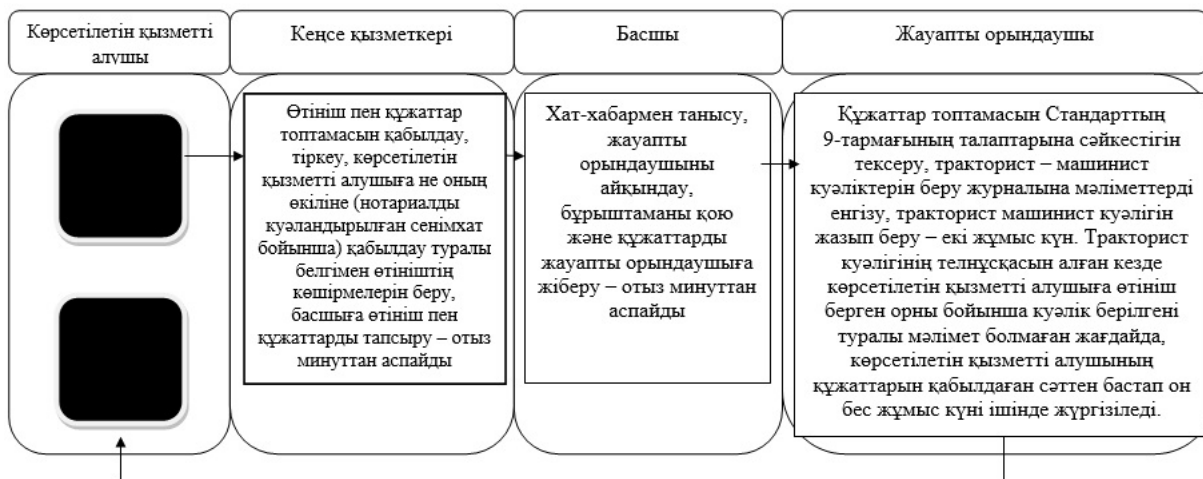 Көрсетілетін қызметті
алушы
Кеңсе қызметкері
Басшы
Жауапты орындаушы
Өтініш пен құжаттар
топтамасын қабылдау,
тіркеу, көрсетілетін
қызметті алушыға не оның
өкіліне (нотариалды
куәландырылған сенімхат
бойынша) қабылдау туралы
белгімен өтініштің
көшірмелерін беру,
басшыға өтініш пен
құжаттарды тапсыру – отыз
минуттан аспайды
Хат-хабармен танысу,
жауапты
орындаушыны
айқындау,
бұрыштаманы қою
және құжаттарды
жауапты орындаушыға
жіберу – отыз минуттан
аспайды
Құжаттар топтамасын Стандарттың
9-тармағының талаптарына сәйкестігін
тексеру, тракторист – машинист
куәліктерін беру журналына мәліметтерді
енгізу, тракторист машинист куәлігін
жазып беру – екі жұмыс күн. Тракторист
куәлігінің телнұсқасын алған кезде
көрсетілетін қызметті алушыға өтініш
берген орны бойынша куәлік берілгені
туралы мәлімет болмаған жағдайда,
көрсетілетін қызметті алушының
құжаттарын қабылдаған сәттен бастап он
бес жұмыс күні ішінде жүргізіледі.